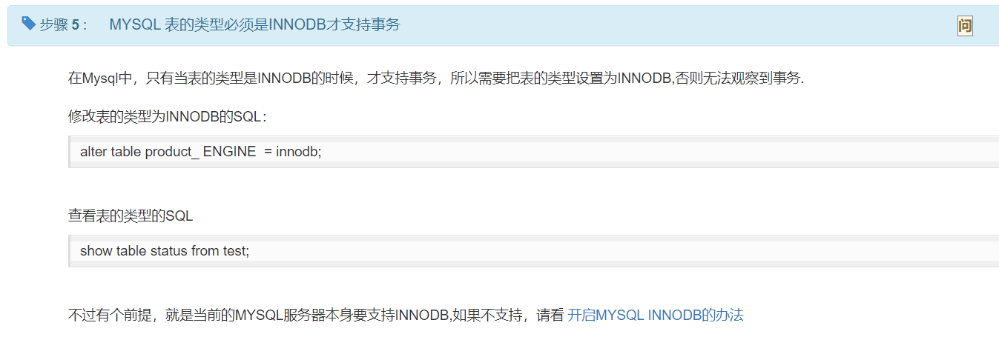 步骤 5 : MYSQL 表的类型必须是INNODB才支持事务 问
在Mysql中，只有当表的类型是INNODB的时候，才支持事务，所以需要把表的类型设置为INNODB,否则无法观察到事务.
修改表的类型为INNODB的SQL：
alter table product_ ENGINE  = innodb;
查看表的类型的SQL
show table status from test;
不过有个前提，就是当前的MYSQL服务器本身要支持INNODB,如果不支持，请看 开启MYSQL INNODB的办法